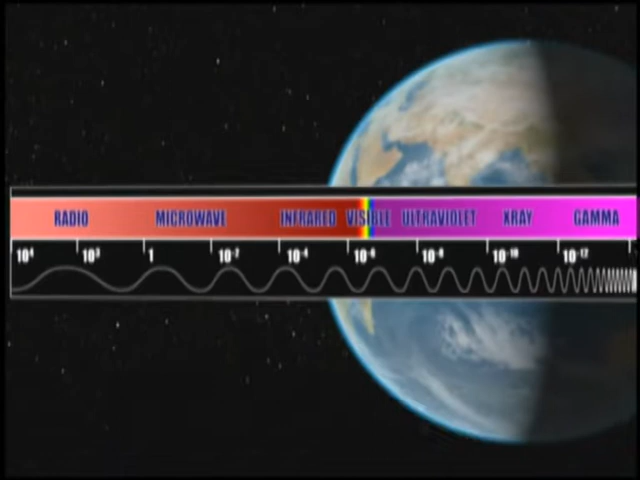 RADIO MICROWAVE INFRARED VISIBLE ULTRAVIOLET XRAY GAMMA
10⁴ 10² 1 10⁻² 10⁻⁴ 10⁻⁶ 10⁻⁸ 10⁻¹⁰ 10⁻¹²